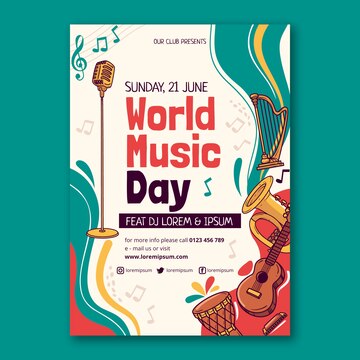 OUR CLUB PRESENTS
SUNDAY, 21 JUNE
World
Music
Day
FEAT DJ LOREM & IPSUM
for more info please call 0123 456 789
e - mail us or visit
www.loremipsum.com
loremipsum loremipsum loremipsum